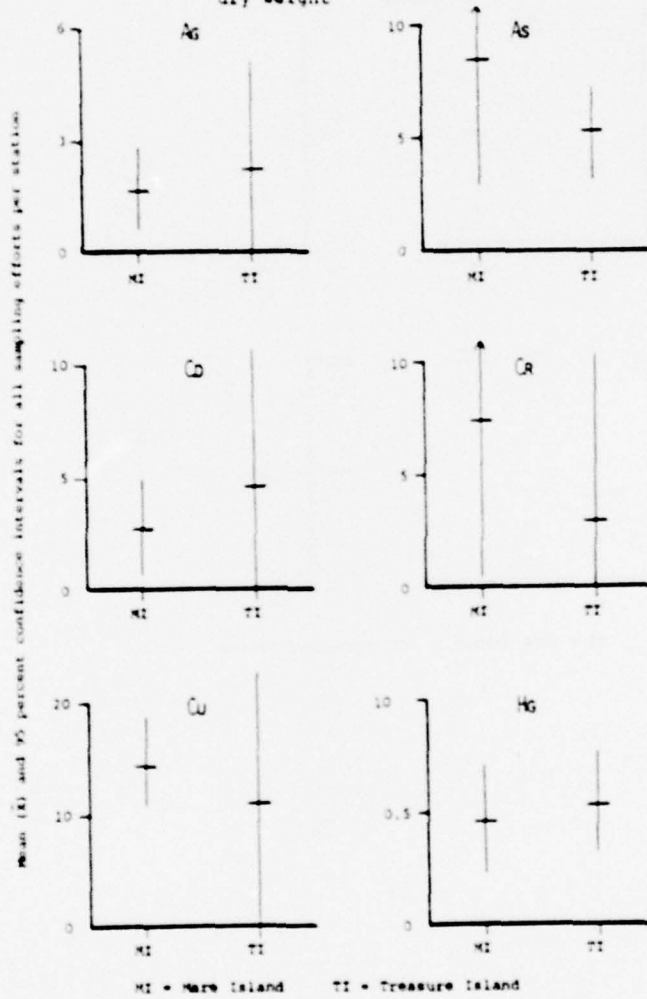 dry weight
Mean (X̄) and 95 percent confidence intervals for all sampling efforts per station
Ag
6
3
0
MI TI
As
10
5
0
MI TI
Cd
10
5
0
MI TI
Cr
10
5
0
MI TI
Cu
20
10
0
MI TI
Hg
10
0.5
0
MI TI
MI = Mare Island TI = Treasure Island